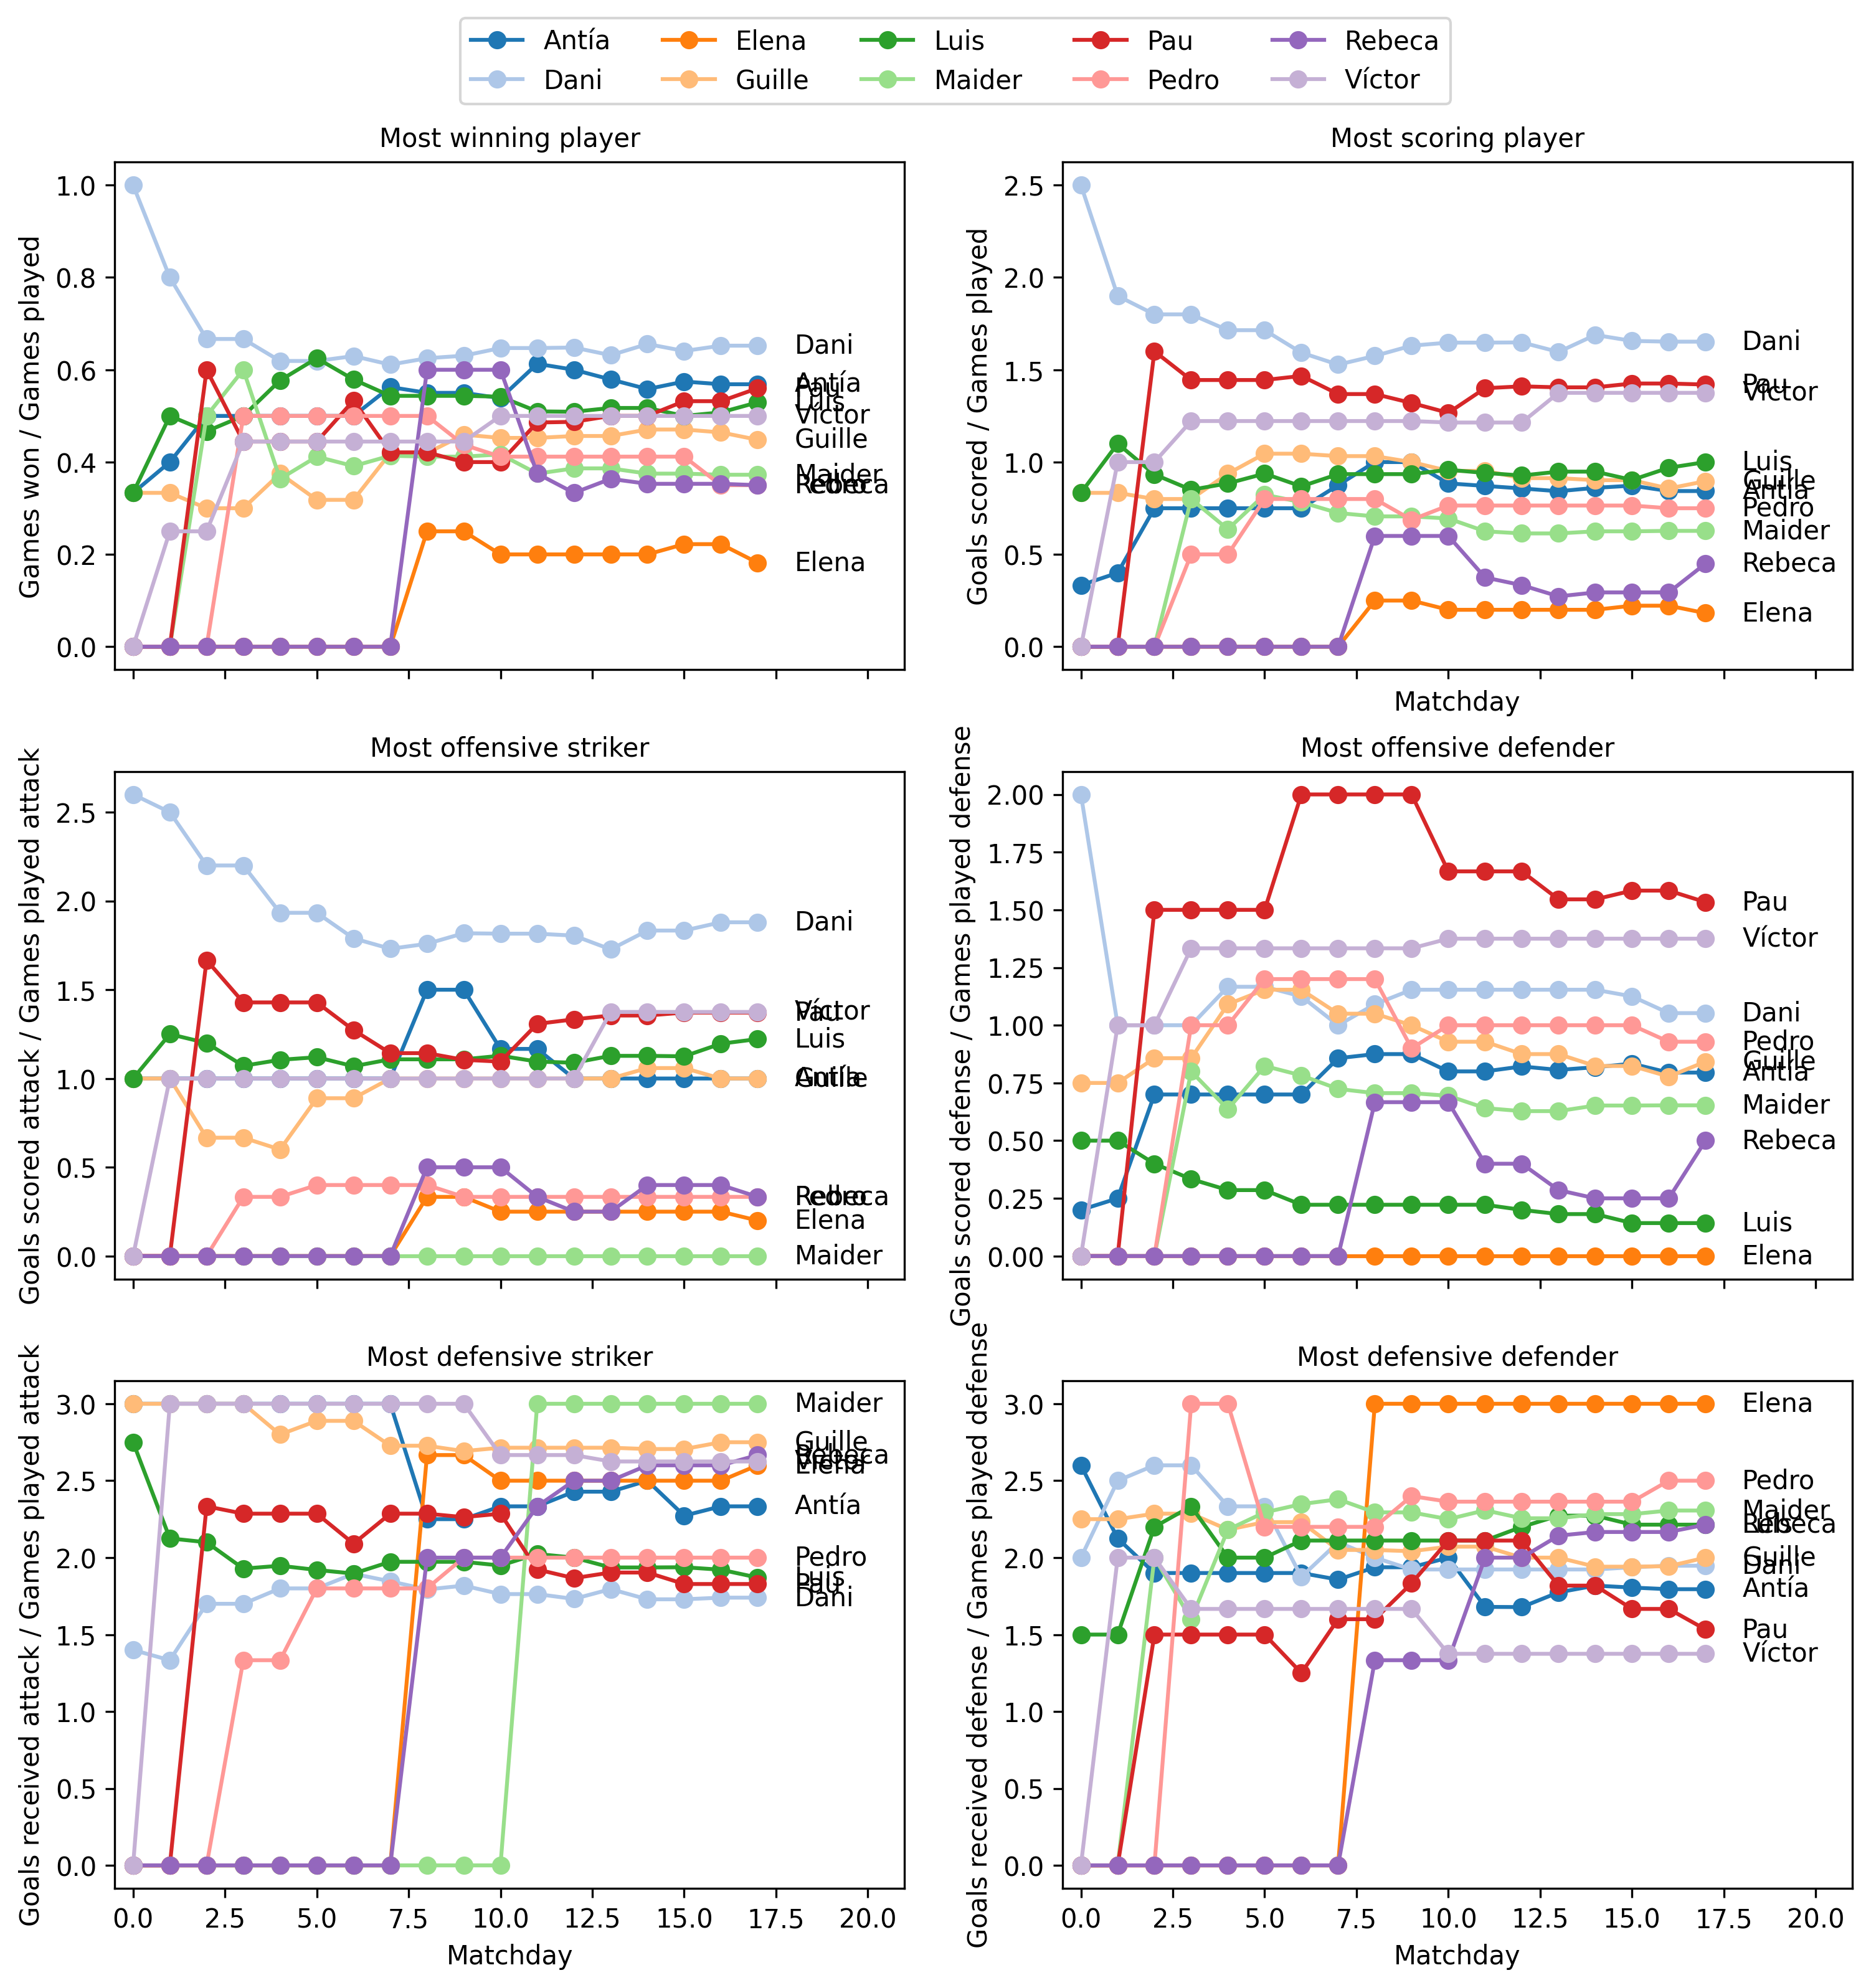 Antía Elena Luis Pau Rebeca
Dani Guille Maider Pedro Víctor
Most winning player
Games won / Games played
1.0
0.8
0.6
0.4
0.2
0.0
Dani
Antía
Pau
Luis
Víctor
Guille
Maider
Pedro
Rebeca
Elena
Most scoring player
Goals scored / Games played
2.5
2.0
1.5
1.0
0.5
0.0
Dani
Pau
Víctor
Luis
Guille
Antía
Pedro
Maider
Rebeca
Elena
Matchday
Most offensive striker
Goals scored attack / Games played attack
2.5
2.0
1.5
1.0
0.5
0.0
Dani
Víctor
Pau
Luis
Antía
Guille
Pedro
Rebeca
Elena
Maider
Most offensive defender
Goals scored defense / Games played defense
2.00
1.75
1.50
1.25
1.00
0.75
0.50
0.25
0.00
Pau
Víctor
Dani
Pedro
Guille
Antía
Maider
Rebeca
Luis
Elena
Most defensive striker
Goals received attack / Games played attack
3.0
2.5
2.0
1.5
1.0
0.5
0.0
Maider
Guille
Rebeca
Víctor
Elena
Antía
Pedro
Luis
Pau
Dani
0.0 2.5 5.0 7.5 10.0 12.5 15.0 17.5 20.0
Matchday
Most defensive defender
Goals received defense / Games played defense
3.0
2.5
2.0
1.5
1.0
0.5
0.0
Elena
Pedro
Maider
Luis
Rebeca
Guille
Dani
Antía
Pau
Víctor
0.0 2.5 5.0 7.5 10.0 12.5 15.0 17.5 20.0
Matchday